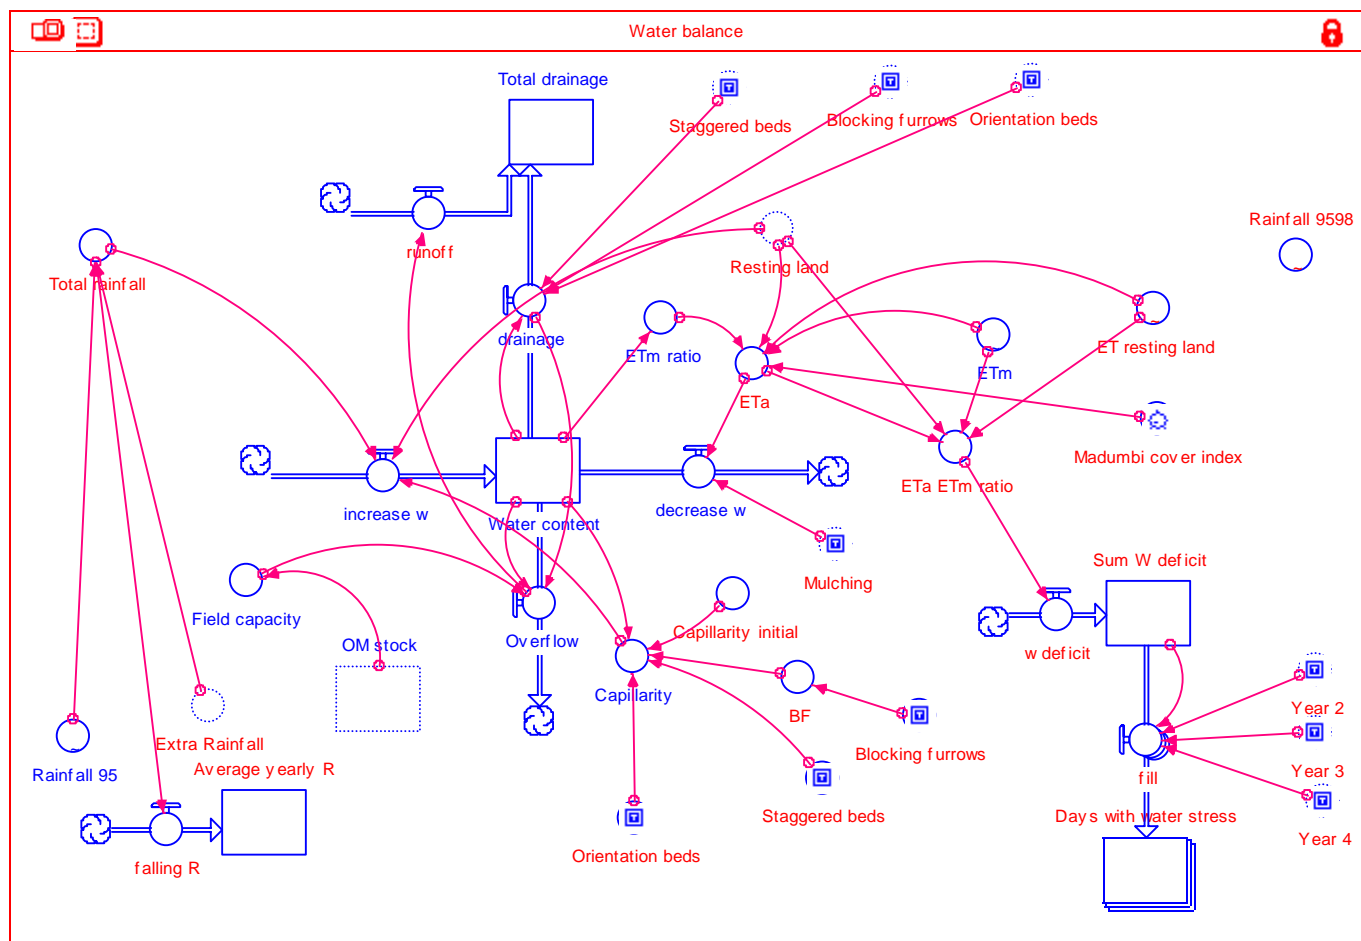 Water balance
Total drainage
Staggered beds
Blocking furrows
Orientation beds
Rainfall 9598
runoff
Resting land
Total rainfall
drainage
ETm ratio
ET resting land
ETm
ETa
Madumbi cover index
ETa ETm ratio
increase w
Water content
decrease w
Sum W deficit
Mulching
Field capacity
Capillarity initial
OM stock
Overflow
w deficit
Capillarity
BF
Year 2
Extra Rainfall
Blocking furrows
Average yearly R
Rainfall 95
Year 3
fill
Staggered beds
Days with water stress
Year 4
Orientation beds
falling R
T
T
T
T
T
T
T
T
T
T